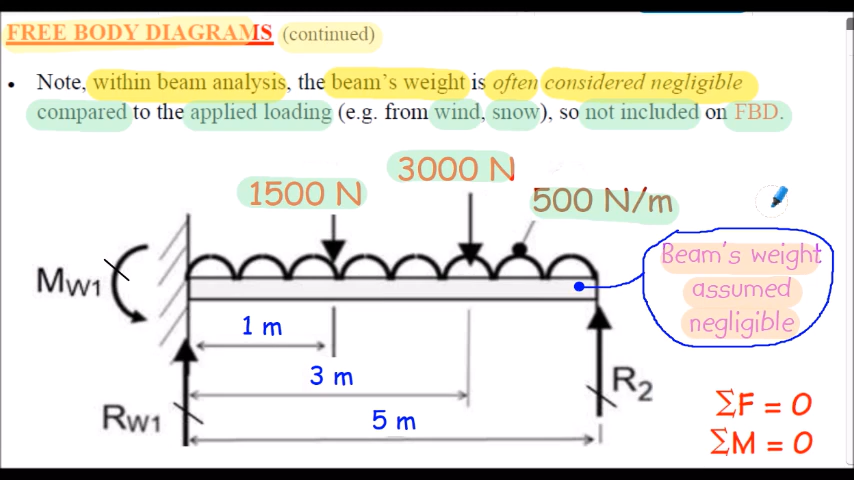 FREE BODY DIAGRAMS (continued)
• Note, within beam analysis, the beam's weight is often considered negligible
compared to the applied loading (e.g. from wind, snow), so not included on FBD.
3000 N
1500 N
500 N/m
Beam's weight
assumed
negligible
MW1
1 m
3 m
R2
RW1
5 m
ΣF = 0
ΣM = 0